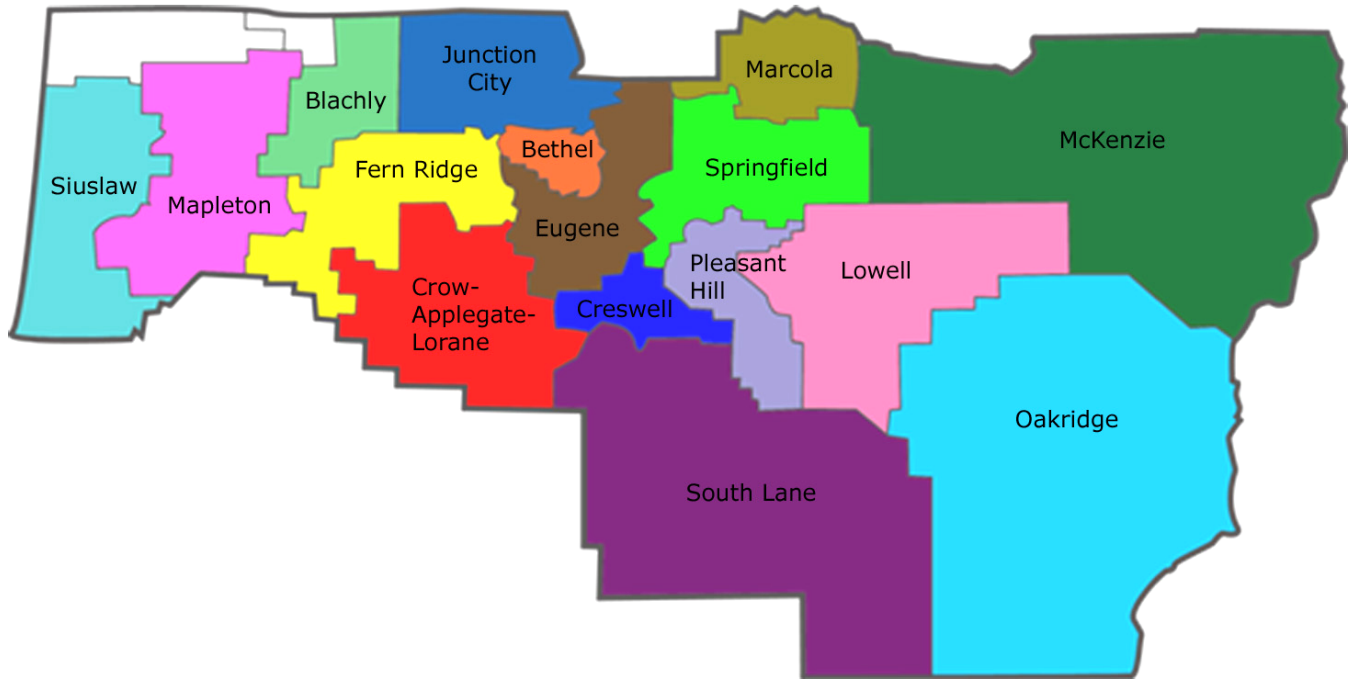 Junction
City
Marcola
Blachly
McKenzie
Bethel
Fern Ridge
Springfield
Siuslaw
Mapleton
Eugene
Pleasant
Hill
Lowell
Crow-
Applegate-
Lorane
Creswell
Oakridge
South Lane